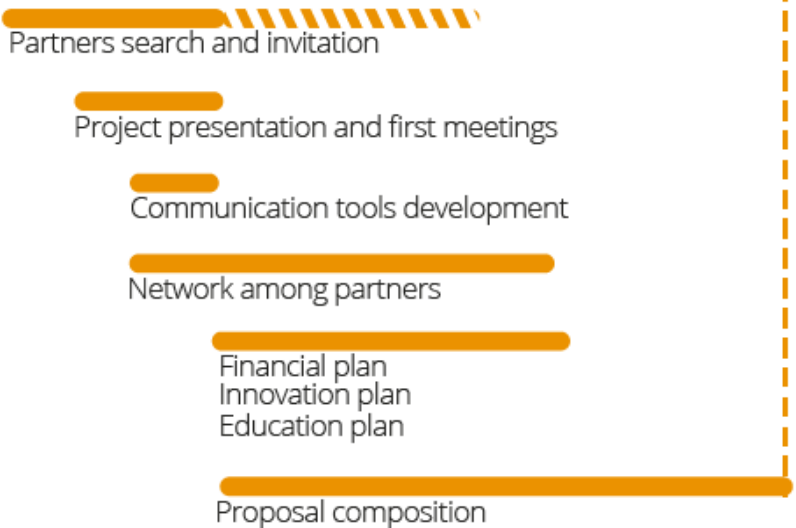 Partners search and invitation
Project presentation and first meetings
Communication tools development
Network among partners
Financial plan
Innovation plan
Education plan
Proposal composition